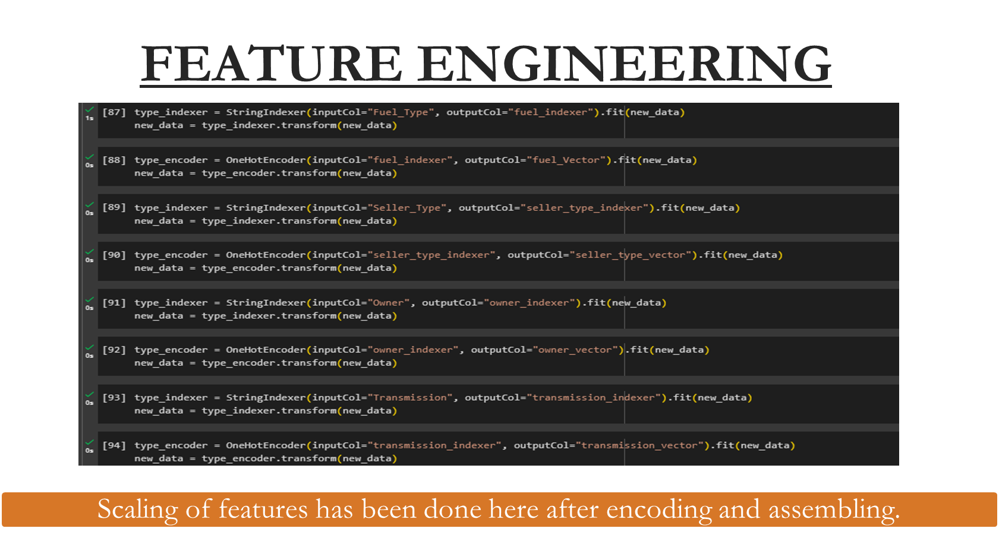 FEATURE ENGINEERING
1s [87] type_indexer = StringIndexer(inputCol="Fuel_Type", outputCol="fuel_indexer").fit(new_data)
new_data = type_indexer.transform(new_data)
0s [88] type_encoder = OneHotEncoder(inputCol="fuel_indexer", outputCol="fuel_Vector").fit(new_data)
new_data = type_encoder.transform(new_data)
0s [89] type_indexer = StringIndexer(inputCol="Seller_Type", outputCol="seller_type_indexer").fit(new_data)
new_data = type_indexer.transform(new_data)
0s [90] type_encoder = OneHotEncoder(inputCol="seller_type_indexer", outputCol="seller_type_vector").fit(new_data)
new_data = type_encoder.transform(new_data)
0s [91] type_indexer = StringIndexer(inputCol="Owner", outputCol="owner_indexer").fit(new_data)
new_data = type_indexer.transform(new_data)
0s [92] type_encoder = OneHotEncoder(inputCol="owner_indexer", outputCol="owner_vector").fit(new_data)
new_data = type_encoder.transform(new_data)
0s [93] type_indexer = StringIndexer(inputCol="Transmission", outputCol="transmission_indexer").fit(new_data)
new_data = type_indexer.transform(new_data)
0s [94] type_encoder = OneHotEncoder(inputCol="transmission_indexer", outputCol="transmission_vector").fit(new_data)
new_data = type_encoder.transform(new_data)
Scaling of features has been done here after encoding and assembling.